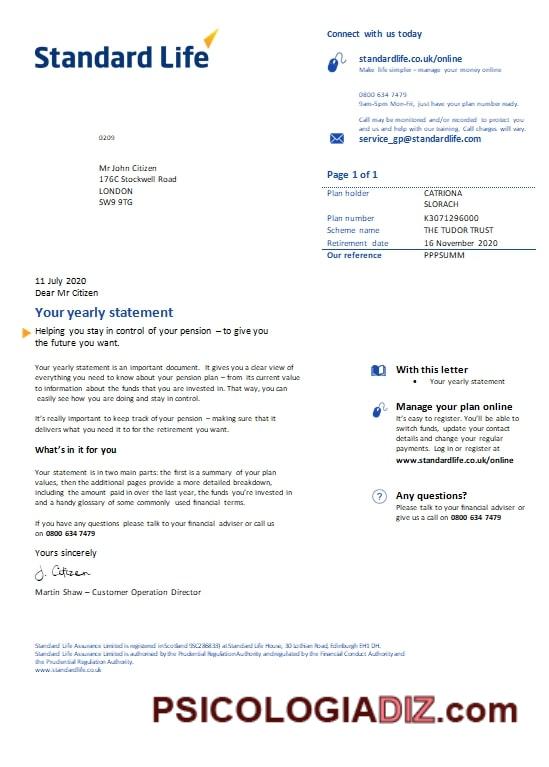 Standard Life
Connect with us today
standardlife.co.uk/online
Make life simpler - manage your money online
0800 634 7479
9am-5pm Mon-Fri, just have your plan number ready.
Call may be monitored and/or recorded to protect you
and us and help with our training. Call charges will vary.
service_gp@standardlife.com
0209
Mr John Citizen
176C Stockwell Road
LONDON
SW9 9TG
Page 1 of 1
Plan holder CATRIONA
SLORACH
Plan number K3071296000
Scheme name THE TUDOR TRUST
Retirement date 16 November 2020
Our reference PPPSUMM
11 July 2020
Dear Mr Citizen
Your yearly statement
Helping you stay in control of your pension – to give you
the future you want.
Your yearly statement is an important document. It gives you a clear view of
everything you need to know about your pension plan – from its current value
to information about the funds that you are invested in. That way, you can
easily see how you are doing and stay in control.
It's really important to keep track of your pension – making sure that it
delivers what you need it to for the retirement you want.
What's in it for you
Your statement is in two main parts: the first is a summary of your plan
values, then the additional pages provide a more detailed breakdown,
including the amount paid in over the last year, the funds you're invested in
and a handy glossary of some commonly used financial terms.
If you have any questions please talk to your financial adviser or call us
on 0800 634 7479
Yours sincerely
J. Citizen
Martin Shaw – Customer Operation Director
With this letter
• Your yearly statement
Manage your plan online
It's easy to register. You'll be able to
switch funds, update your contact
details and change your regular
payments. Log in or register at
www.standardlife.co.uk/online
Any questions?
Please talk to your financial adviser or
give us a call on 0800 634 7479
Standard Life Assurance Limited is registered in Scotland (SC286833) at Standard Life House, 30 Lothian Road, Edinburgh EH1 DH.
Standard Life Assurance Limited is authorised by the Prudential Regulation Authority and regulated by the Financial Conduct Authority and
the Prudential Regulation Authority.
www.standardlife.co.uk
PSICOLOGIADIZ.com